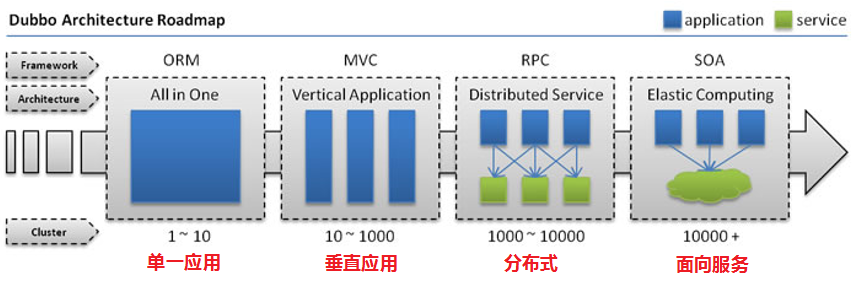 Dubbo Architecture Roadmap
application
service
Framework
ORM
MVC
RPC
SOA
Architecture
All in One
Vertical Application
Distributed Service
Elastic Computing
Cluster
1 ~ 10
10 ~ 1000
1000 ~ 10000
10000 +
单一应用
垂直应用
分布式
面向服务